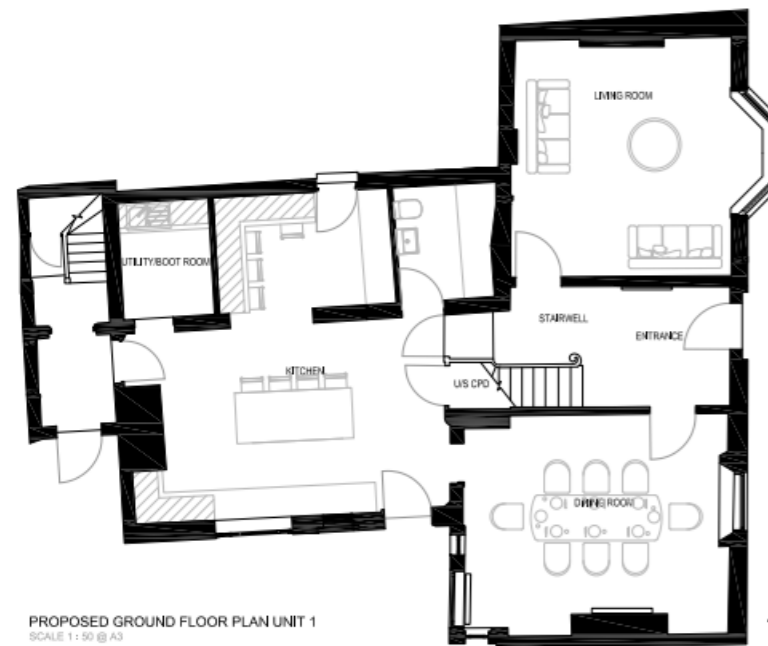 LIVING ROOM
UTILITY/BOOT ROOM
STAIRWELL
ENTRANCE
KITCHEN
U/S CPD
DINING ROOM
PROPOSED GROUND FLOOR PLAN UNIT 1
SCALE 1 : 50 @ A3